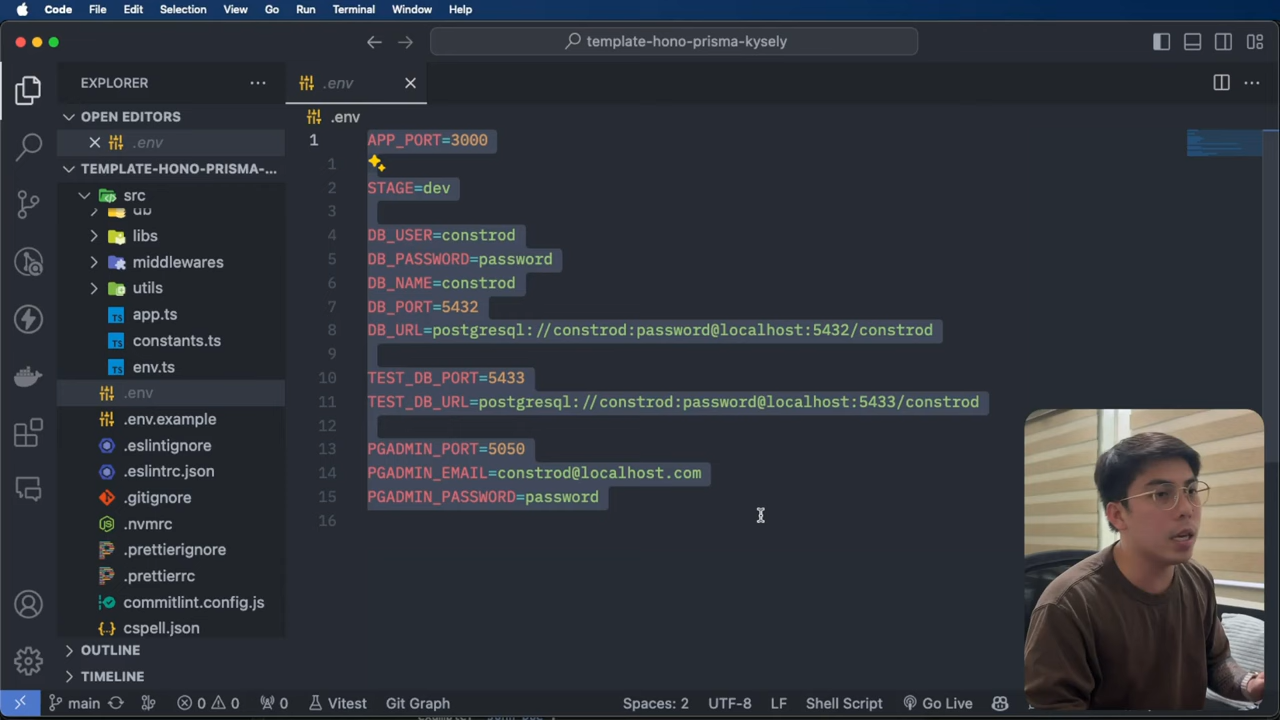 Code File Edit Selection View Go Run Terminal Window Help
template-hono-prisma-kysely
EXPLORER
.env
OPEN EDITORS
.env
TEMPLATE-HONO-PRISMA-...
src
db
libs
middlewares
utils
app.ts
constants.ts
env.ts
.env
.env.example
.eslintignore
.eslintrc.json
.gitignore
.nvmrc
.prettierignore
.prettierrc
commitlint.config.js
cspell.json
OUTLINE
TIMELINE
.env
1 APP_PORT=3000
1
2 STAGE=dev
3
4 DB_USER=constrod
5 DB_PASSWORD=password
6 DB_NAME=constrod
7 DB_PORT=5432
8 DB_URL=postgresql://constrod:password@localhost:5432/constrod
9
10 TEST_DB_PORT=5433
11 TEST_DB_URL=postgresql://constrod:password@localhost:5433/constrod
12
13 PGADMIN_PORT=5050
14 PGADMIN_EMAIL=constrod@localhost.com
15 PGADMIN_PASSWORD=password
16
main 0 0 0 Vitest Git Graph Spaces: 2 UTF-8 LF Shell Script Go Live